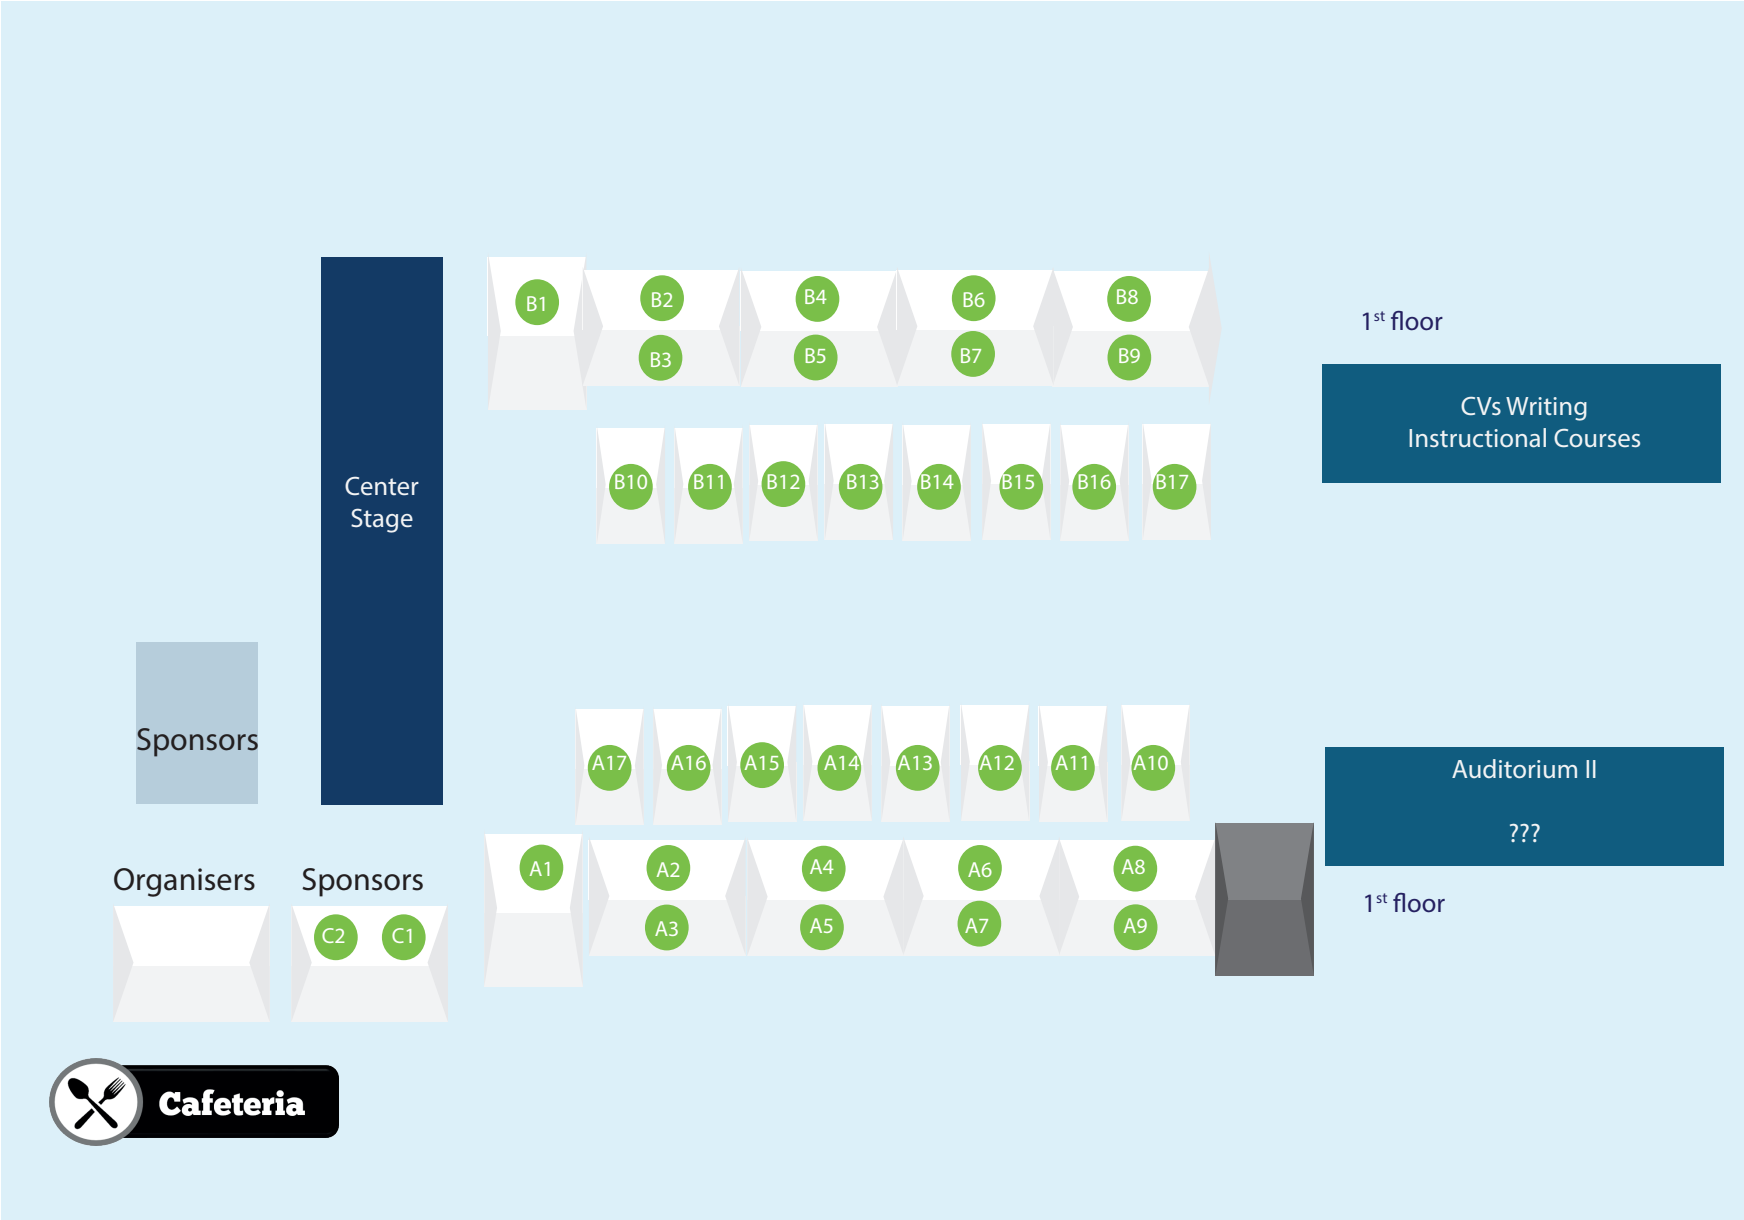 B1
B2
B4
B6
B8
B3
B5
B7
B9
1st floor
CVs Writing
Instructional Courses
B10
B11
B12
B13
B14
B15
B16
B17
Center
Stage
Sponsors
A17
A16
A15
A14
A13
A12
A11
A10
Auditorium II
???
1st floor
A1
A2
A4
A6
A8
A3
A5
A7
A9
Organisers
Sponsors
C2
C1
Cafeteria